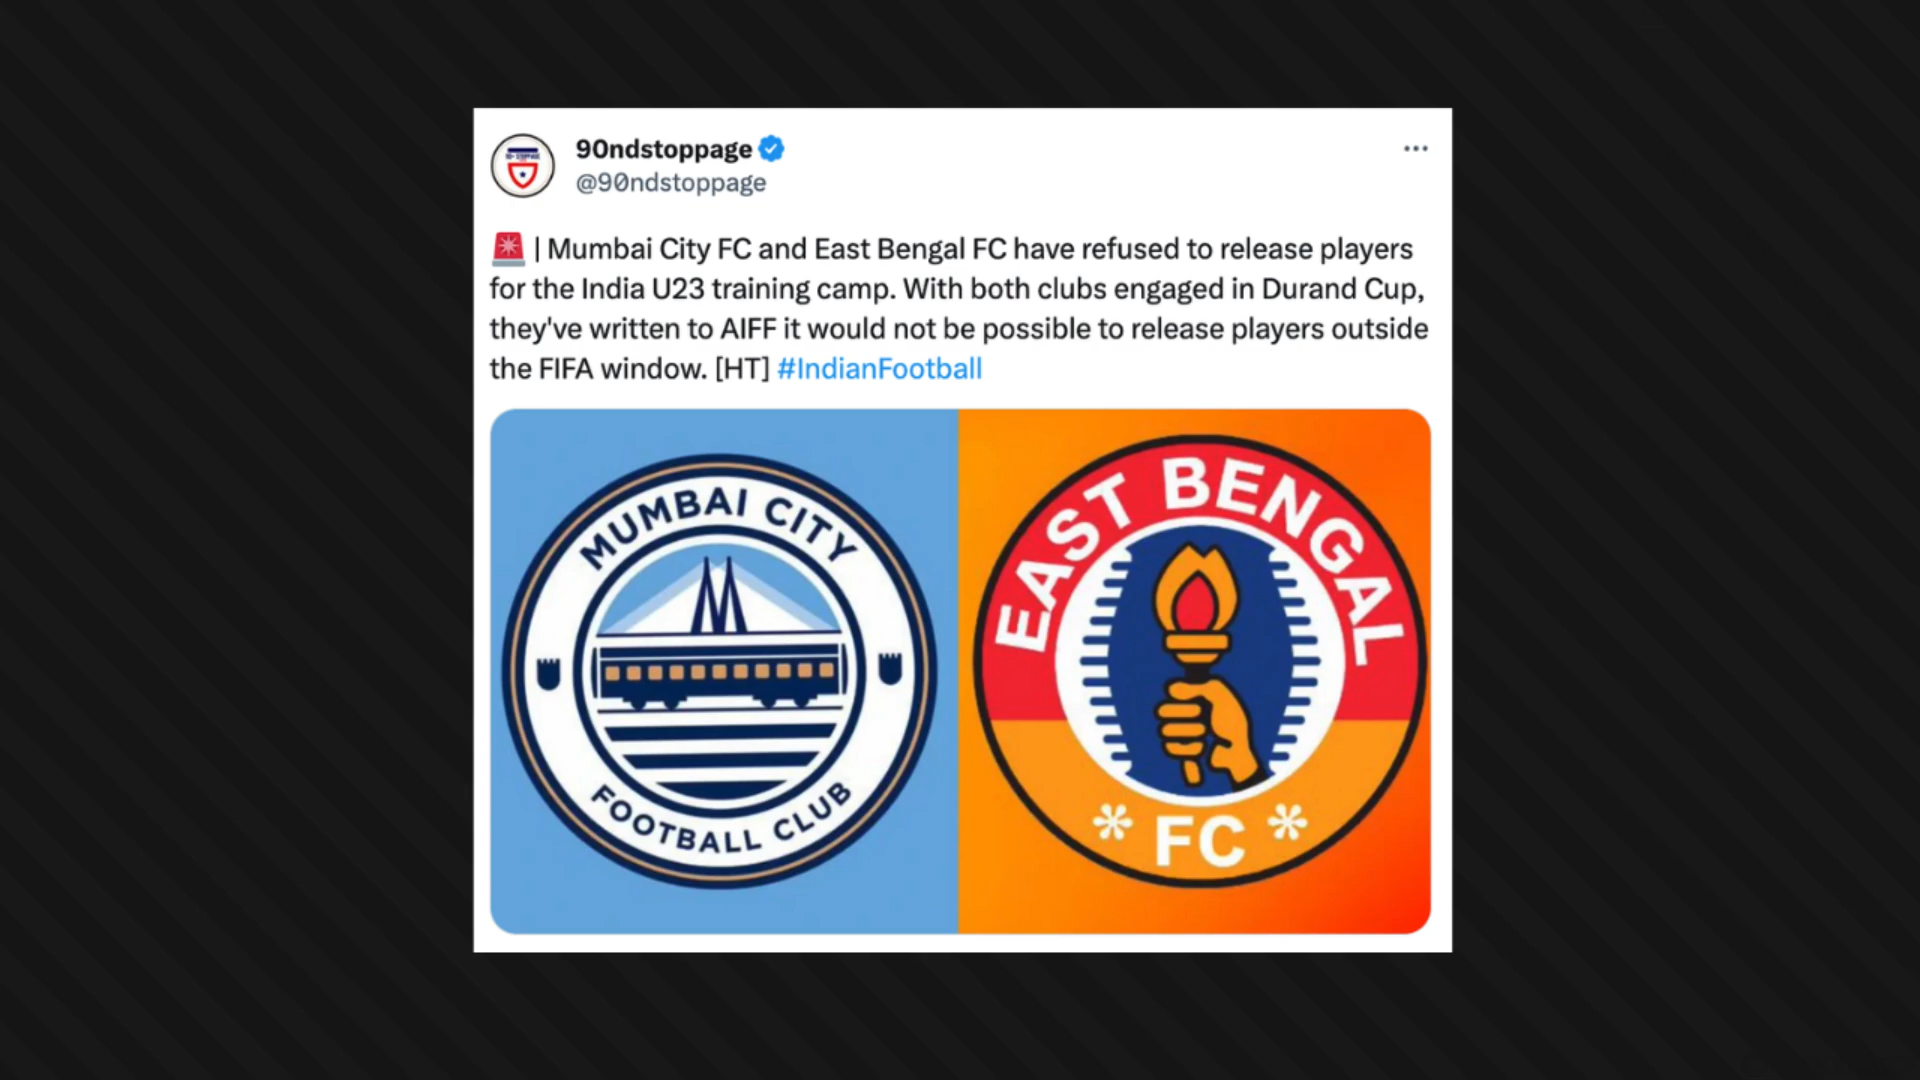 90ndstoppage
@90ndstoppage
🚨 | Mumbai City FC and East Bengal FC have refused to release players
for the India U23 training camp. With both clubs engaged in Durand Cup,
they've written to AIFF it would not be possible to release players outside
the FIFA window. [HT] #IndianFootball
MUMBAI CITY
FOOTBALL CLUB
EAST BENGAL
* FC *